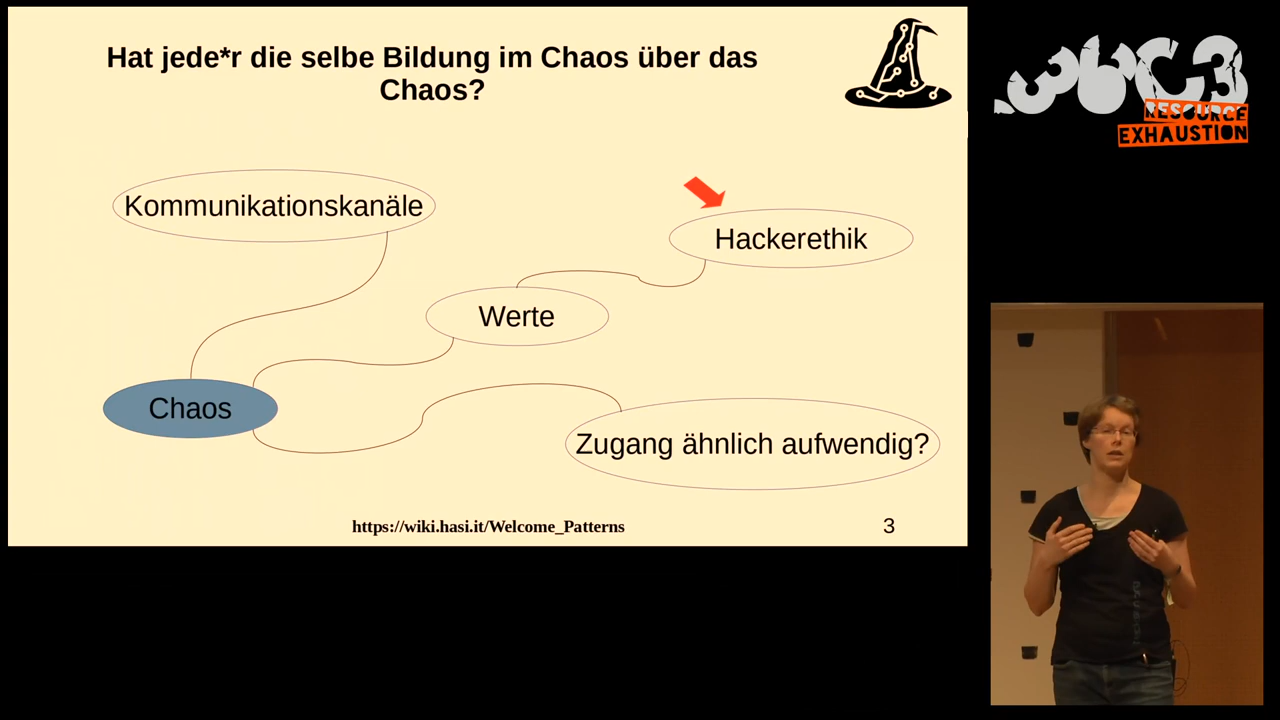 Hat jede*r die selbe Bildung im Chaos über das
Chaos?
Kommunikationskanäle
Hackerethik
Werte
Chaos
Zugang ähnlich aufwendig?
https://wiki.hasi.it/Welcome_Patterns
3
36C3
RESOURCE
EXHAUSTION